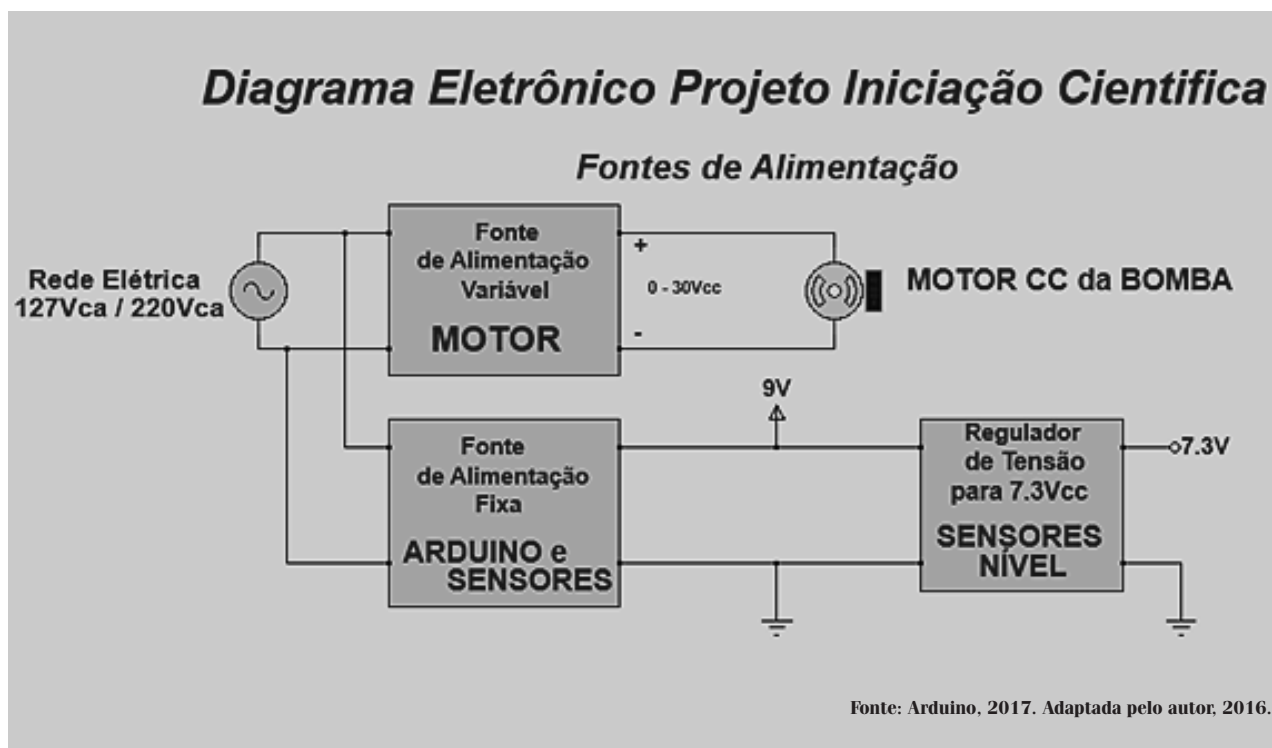 Diagrama Eletrônico Projeto Iniciação Cientifica
Fontes de Alimentação
Rede Elétrica
127Vca / 220Vca
Fonte
de Alimentação
Variável
MOTOR
+
0 - 30Vcc
-
MOTOR CC da BOMBA
Fonte
de Alimentação
Fixa
ARDUINO e
SENSORES
9V
Regulador
de Tensão
para 7.3Vcc
SENSORES
NÍVEL
7.3V
Fonte: Arduino, 2017. Adaptada pelo autor, 2016.